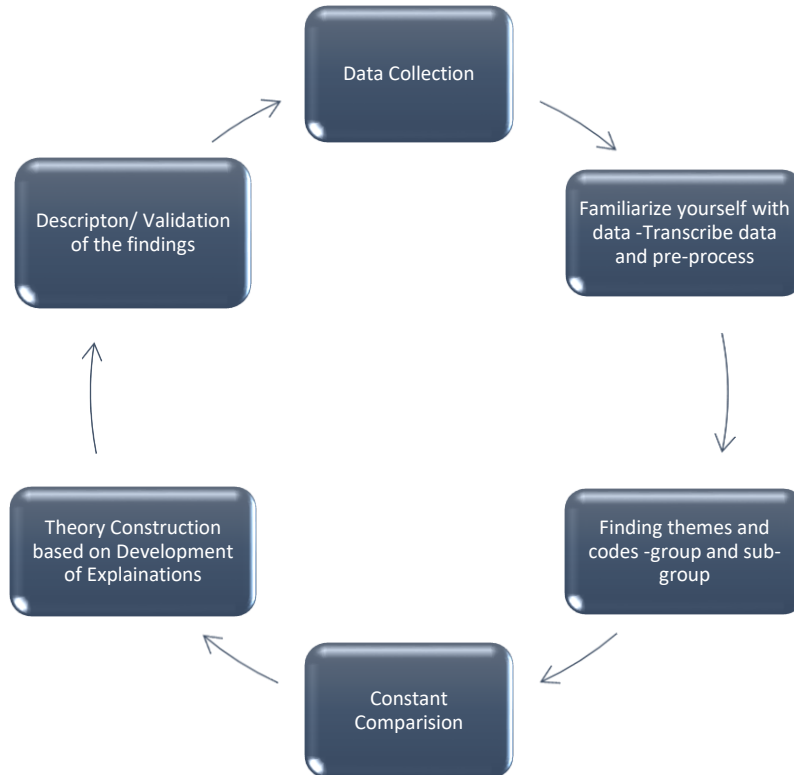 Data Collection
Familiarize yourself with
data -Transcribe data
and pre-process
Finding themes and
codes -group and sub-
group
Constant
Comparision
Theory Construction
based on Development
of Explainations
Descripton/ Validation
of the findings